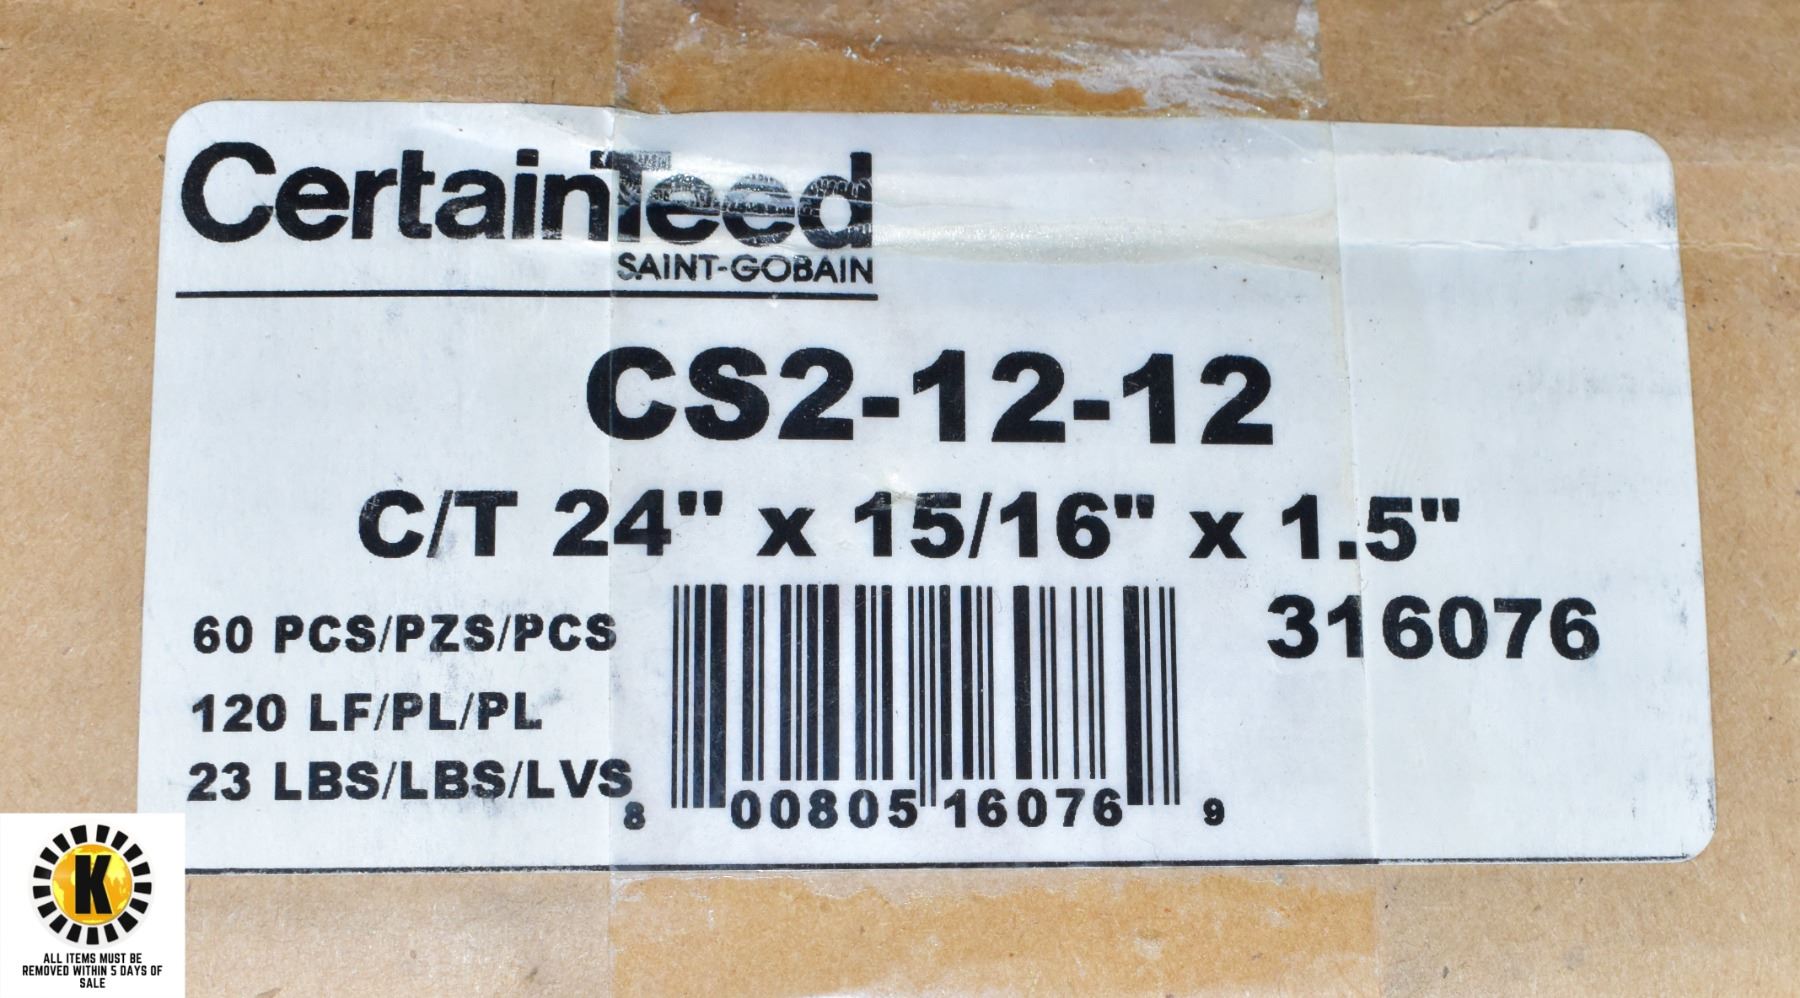 CertainTeed
SAINT-GOBAIN
CS2-12-12
C/T 24" x 15/16" x 1.5"
60 PCS/PZS/PCS
120 LF/PL/PL
23 LBS/LBS/LVS
316076
8 00805 16076 9
K
ALL ITEMS MUST BE
REMOVED WITHIN 5 DAYS OF
SALE